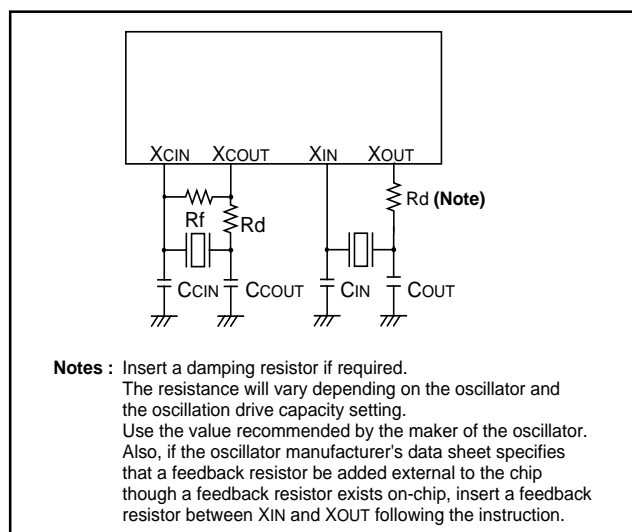 XCIN XCOUT XIN XOUT
Rd (Note)
Rf Rd
CCIN CCOUT CIN COUT
Notes : Insert a damping resistor if required.
The resistance will vary depending on the oscillator and
the oscillation drive capacity setting.
Use the value recommended by the maker of the oscillator.
Also, if the oscillator manufacturer's data sheet specifies
that a feedback resistor be added external to the chip
though a feedback resistor exists on-chip, insert a feedback
resistor between XIN and XOUT following the instruction.